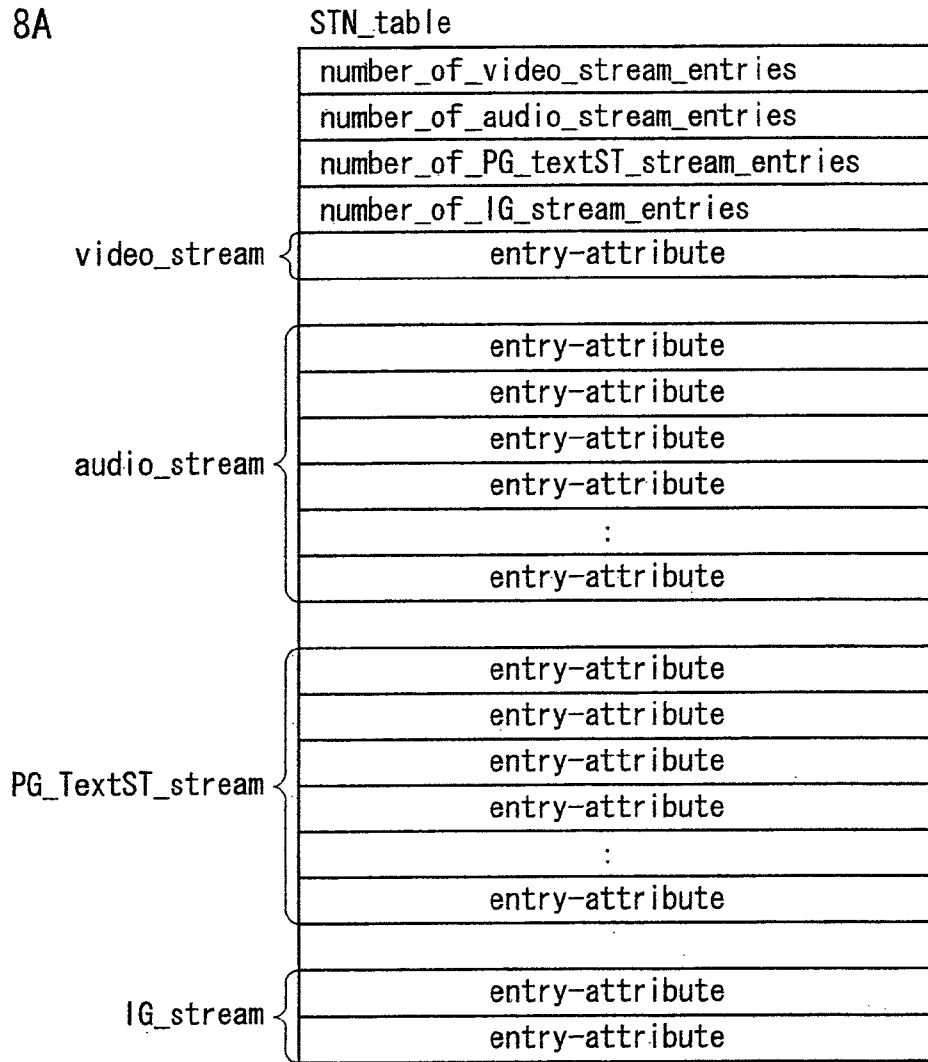 8A
STN_table
number_of_video_stream_entries
number_of_audio_stream_entries
number_of_PG_textST_stream_entries
number_of_IG_stream_entries
video_stream entry-attribute
entry-attribute
entry-attribute
entry-attribute
audio_stream
entry-attribute
:
entry-attribute
entry-attribute
entry-attribute
entry-attribute
PG_TextST_stream
entry-attribute
:
entry-attribute
entry-attribute
IG_stream
entry-attribute